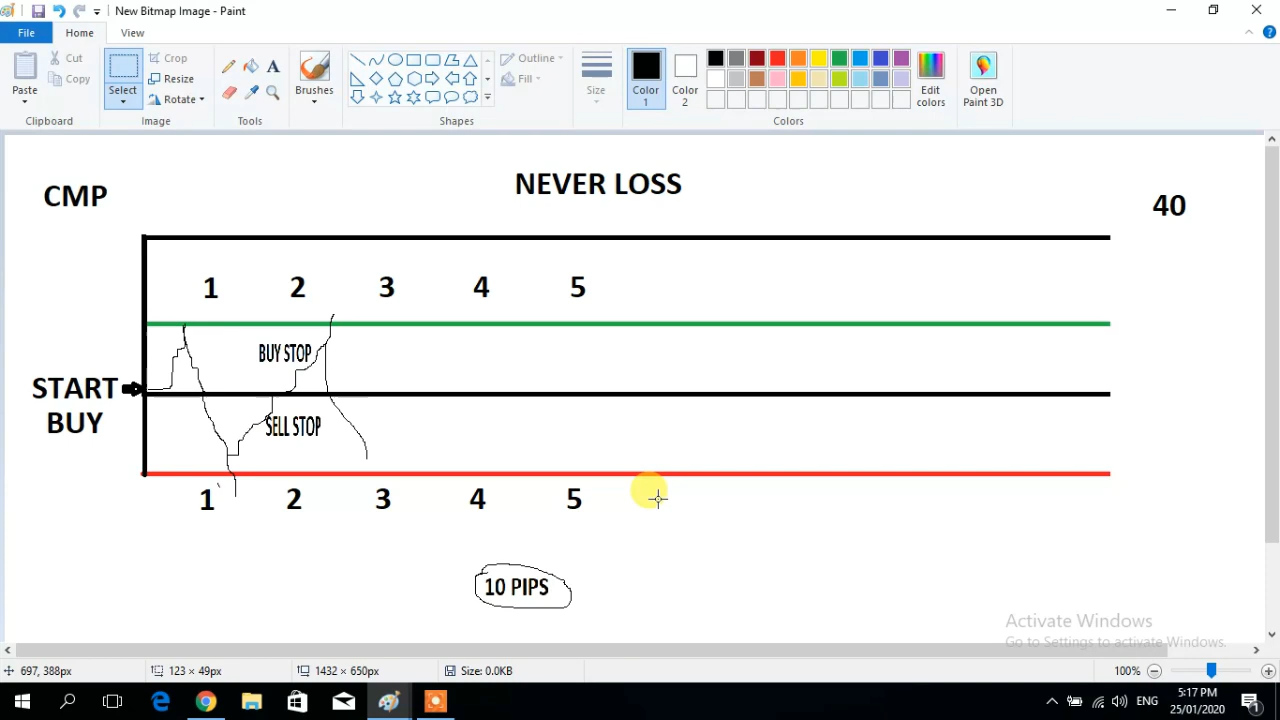 New Bitmap Image - Paint
File Home View
Paste
Cut
Copy
Clipboard
Select
Crop
Resize
Rotate
Image
Tools
Brushes
Shapes
Outline
Fill
Size
Color 1
Color 2
Colors
Edit colors
Open Paint 3D
CMP
NEVER LOSS
40
1 2 3 4 5
BUY STOP
START
BUY
SELL STOP
1 2 3 4 5
10 PIPS
Activate Windows
Go to Settings to activate Windows.
697, 388px 123 × 49px 1432 × 650px Size: 0.0KB 100%
ENG
5:17 PM
25/01/2020
1